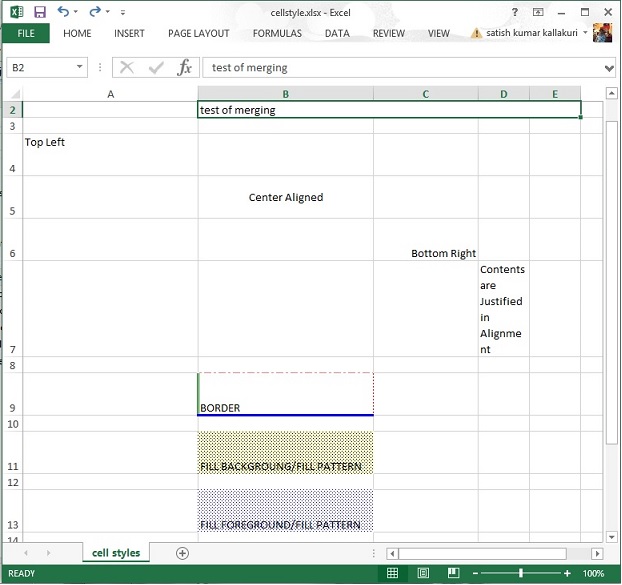 cellstyle.xlsx - Excel
?
FILE HOME INSERT PAGE LAYOUT FORMULAS DATA REVIEW VIEW satish kumar kallakuri
B2 fx test of merging
A B C D E
2 test of merging
3
Top Left
4
Center Aligned
5
6 Bottom Right
Contents
are
Justified
in
Alignme
7 nt
8
9 BORDER
10
11 FILL BACKGROUNG/FILL PATTERN
12
13 FILL FOREGROUND/FILL PATTERN
14
cell styles
READY 100%